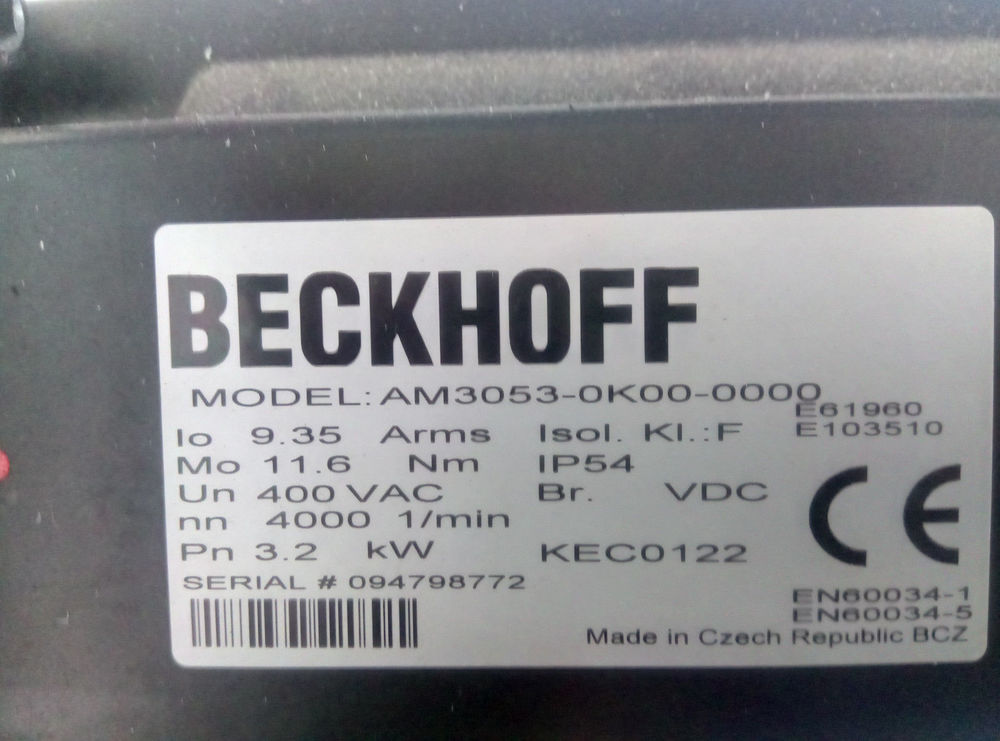 BECKHOFF
MODEL: AM3053-0K00-0000
E61960
Io 9.35 Arms Isol. Kl.:F E103510
Mo 11.6 Nm IP54
Un 400 VAC Br. VDC
nn 4000 1/min
Pn 3.2 kW KEC0122
CE
SERIAL # 094798772
EN60034-1
EN60034-5
Made in Czech Republic BCZ